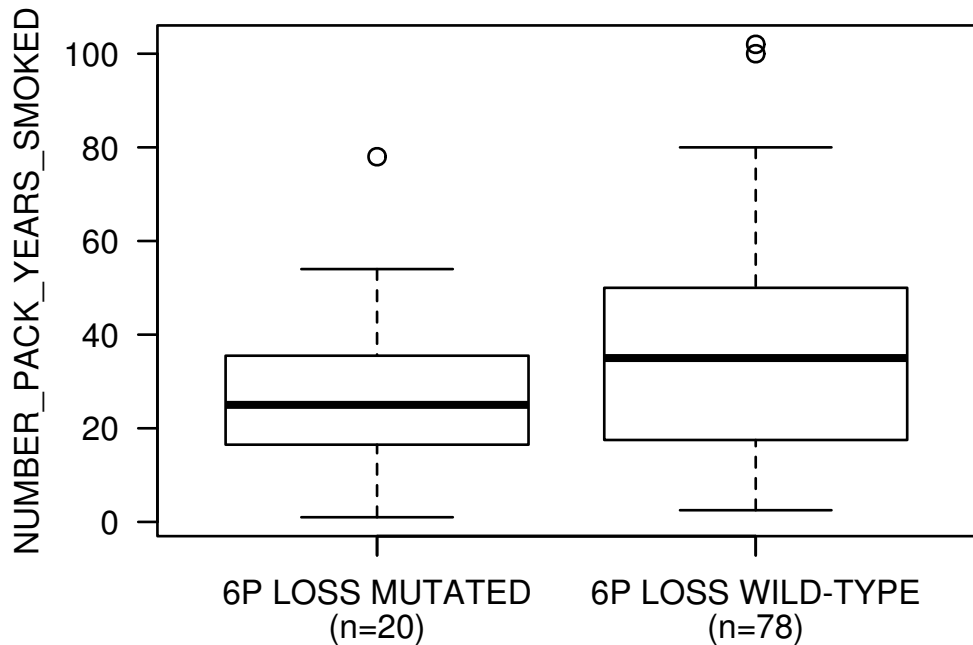 NUMBER_PACK_YEARS_SMOKED
100
80
60
40
20
0
6P LOSS MUTATED
(n=20)
6P LOSS WILD-TYPE
(n=78)